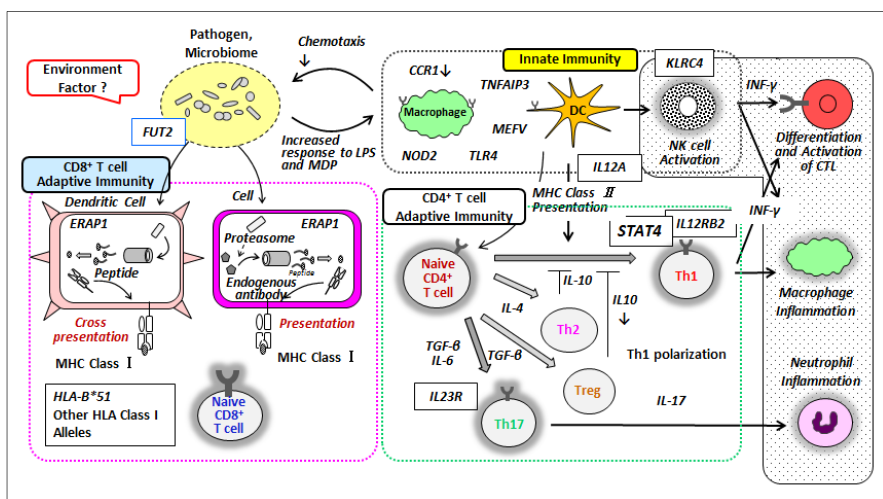 Pathogen,
Microbiome
Environment
Factor ?
FUT2
Chemotaxis
Increased
response to LPS
and MDP
Innate Immunity
CCR1
TNFAIP3
Macrophage
MEFV
NOD2
TLR4
DC
IL12A
KLRC4
NK cell
Activation
INF-γ
Differentiation
and Activation
of CTL
INF-γ
CD8⁺ T cell
Adaptive Immunity
Dendritic Cell
ERAP1
Peptide
Cross
presentation
MHC Class Ⅰ
Cell
ERAP1
Proteasome
Peptide
Endogenous
antibody
Presentation
MHC Class Ⅰ
HLA-B*51
Other HLA Class I
Alleles
Naive
CD8⁺
T cell
CD4⁺ T cell
Adaptive Immunity
MHC Class Ⅱ
Presentation
STAT4
IL12RB2
Naive
CD4⁺
T cell
Th1
IL-10
IL-4
IL10
Th2
Th1 polarization
TGF-β
IL-6
TGF-β
Treg
IL23R
Th17
IL-17
Macrophage
Inflammation
Neutrophil
Inflammation